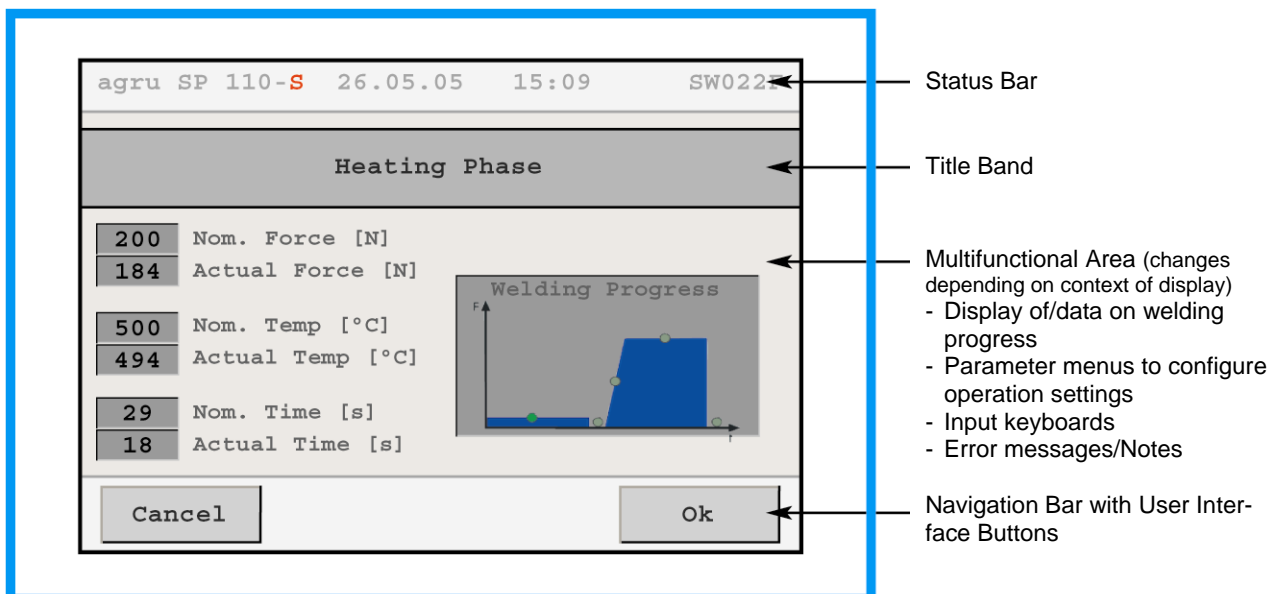 agru SP 110-S 26.05.05 15:09 SW022F
Status Bar
Heating Phase
Title Band
200 Nom. Force [N]
184 Actual Force [N]
500 Nom. Temp [°C]
494 Actual Temp [°C]
29 Nom. Time [s]
18 Actual Time [s]
Welding Progress
F
Multifunctional Area (changes
depending on context of display)
- Display of/data on welding
progress
- Parameter menus to configure
operation settings
- Input keyboards
- Error messages/Notes
Cancel
Ok
Navigation Bar with User Inter-
face Buttons